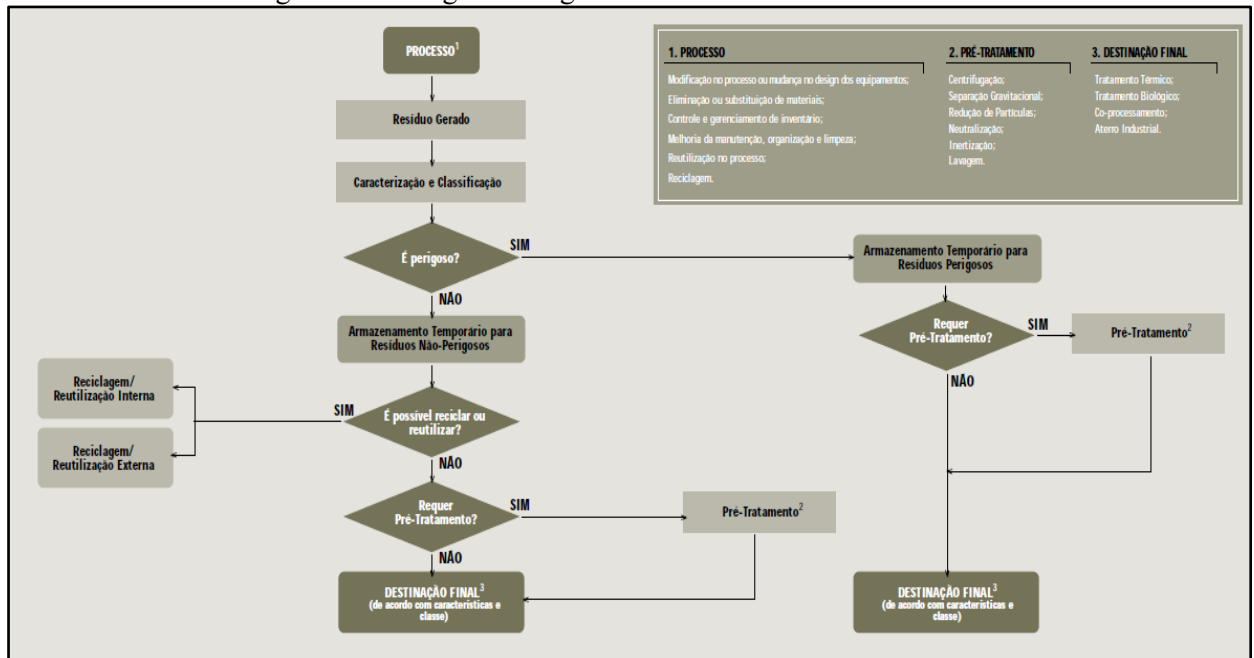 PROCESSO¹
Resíduo Gerado
Caracterização e Classificação
É perigoso?
SIM
NÃO
Armazenamento Temporário para
Resíduos Não-Perigosos
É possível reciclar ou
reutilizar?
SIM
Reciclagem/
Reutilização Interna
Reciclagem/
Reutilização Externa
NÃO
Requer
Pré-Tratamento?
SIM
Pré-Tratamento²
NÃO
DESTINAÇÃO FINAL³
(de acordo com características e
classe)
Armazenamento Temporário para
Resíduos Perigosos
Requer
Pré-Tratamento?
SIM
Pré-Tratamento²
NÃO
DESTINAÇÃO FINAL³
(de acordo com características e
classe)
1. PROCESSO
Modificação no processo ou mudança no design dos equipamentos;
Eliminação ou substituição de materiais;
Controle e gerenciamento de inventário;
Melhoria da manutenção, organização e limpeza;
Reutilização no processo;
Reciclagem.
2. PRÉ-TRATAMENTO
Centrifugação;
Separação Gravitacional;
Redução de Partículas;
Neutralização;
Inertização;
Lavagem.
3. DESTINAÇÃO FINAL
Tratamento Térmico;
Tratamento Biológico;
Co-processamento;
Aterro Industrial.